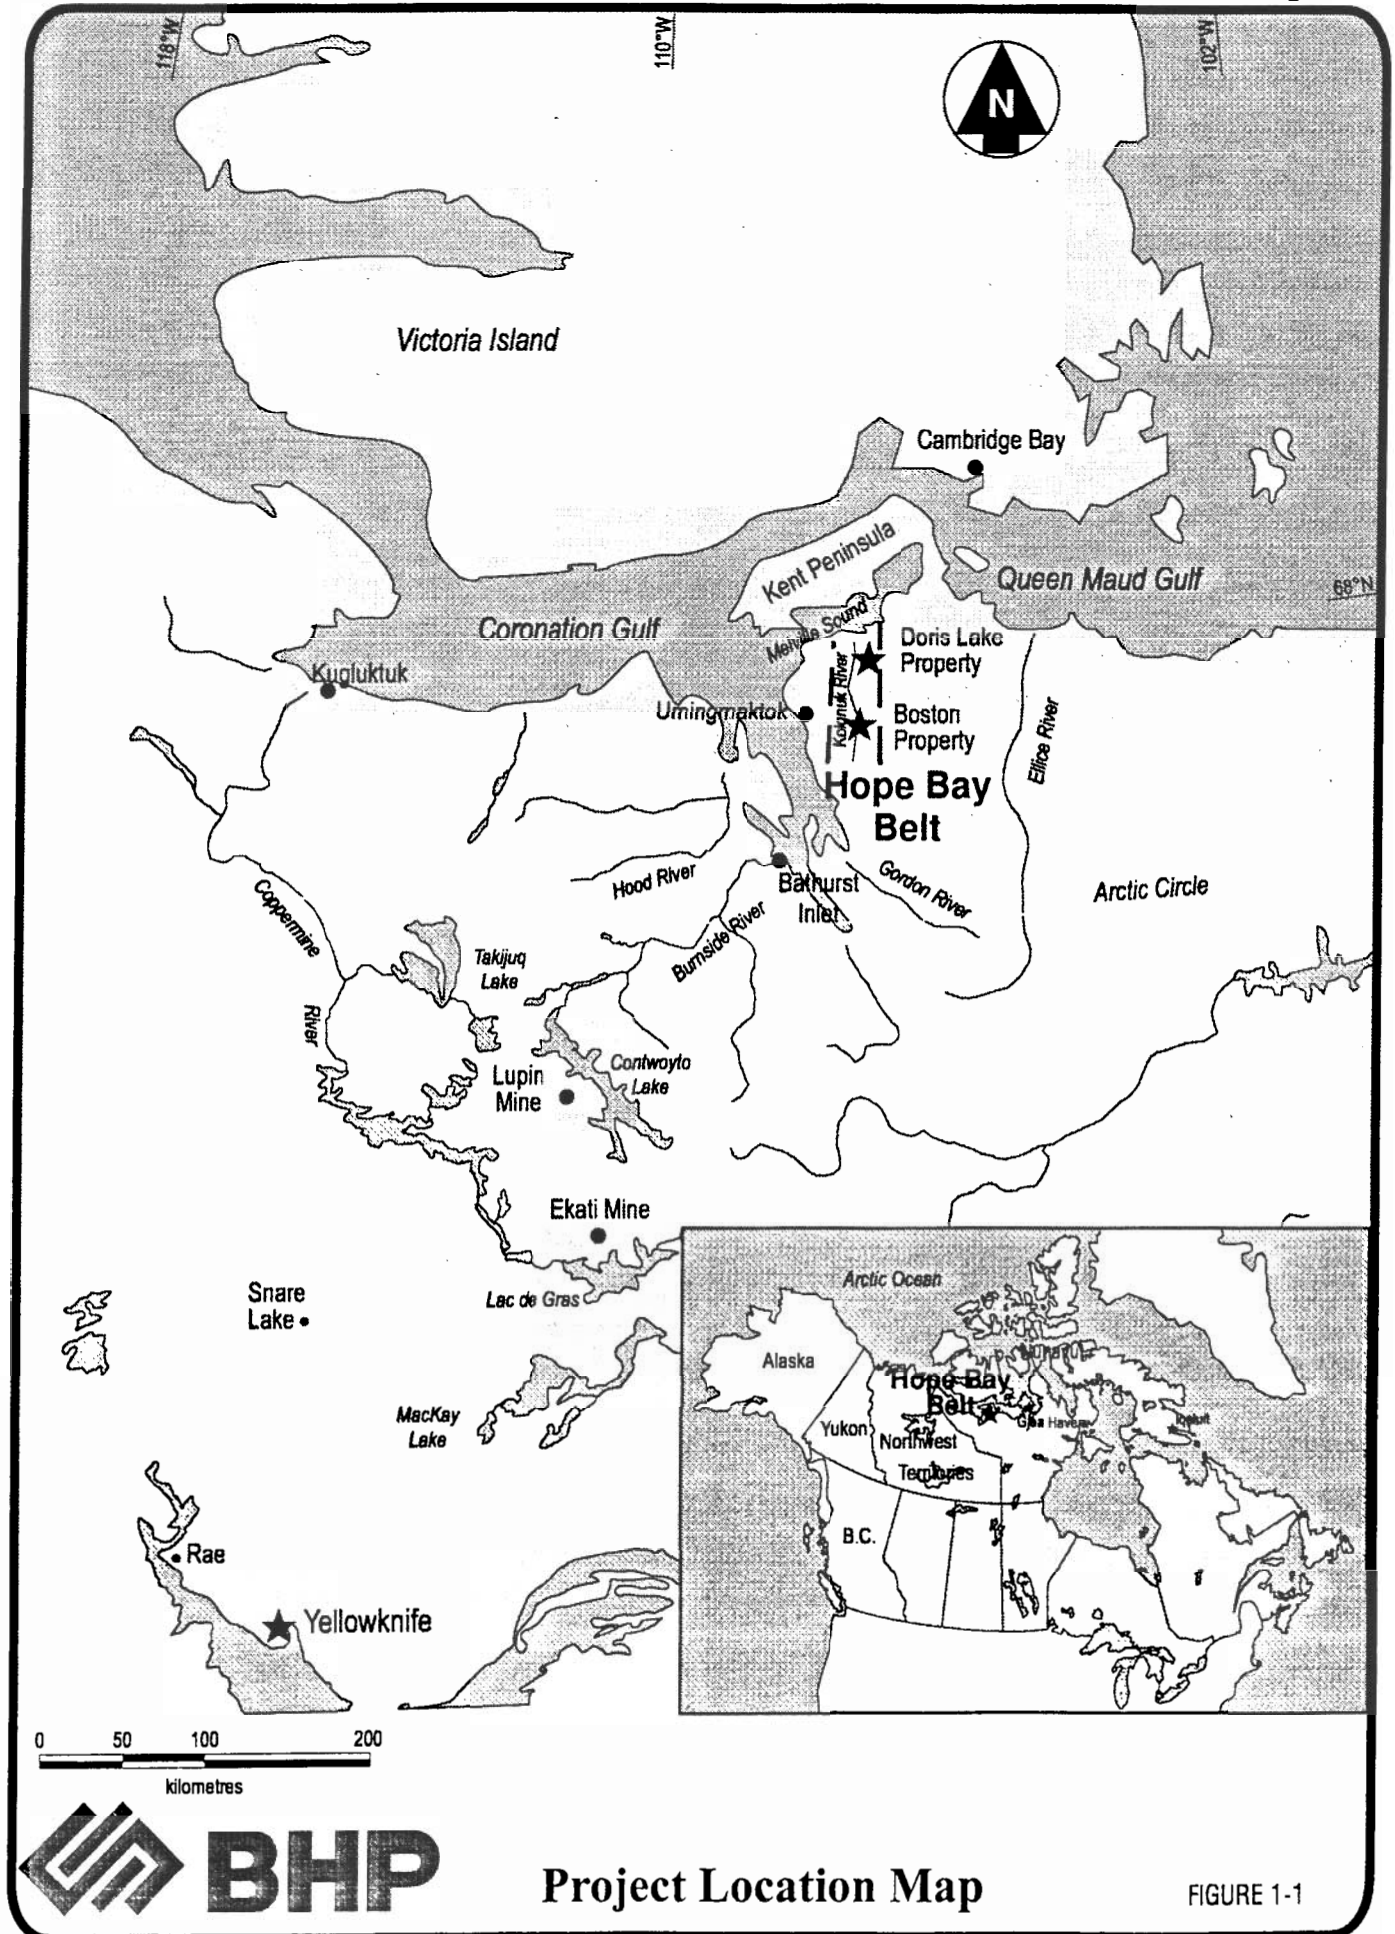 118°W
110°W
102°W
N
Victoria Island
Cambridge Bay
Kent Peninsula
Queen Maud Gulf
68°N
Coronation Gulf
Melville Sound
Doris Lake
Property
Kugluktuk
Umingmaktok
Koignuk River
Boston
Property
Ellice River
Hope Bay
Belt
Hood River
Bathurst
Inlet
Gordon River
Arctic Circle
Coppermine
River
Burnside River
Takijuq
Lake
Contwoyto
Lake
Lupin
Mine
Ekati Mine
Lac de Gras
Snare
Lake
MacKay
Lake
Rae
Yellowknife
Arctic Ocean
Alaska
Hope Bay
Belt
Gjoa Haven
Iqaluit
Yukon
Northwest
Territories
B.C.
0 50 100 200
kilometres
BHP
Project Location Map
FIGURE 1-1